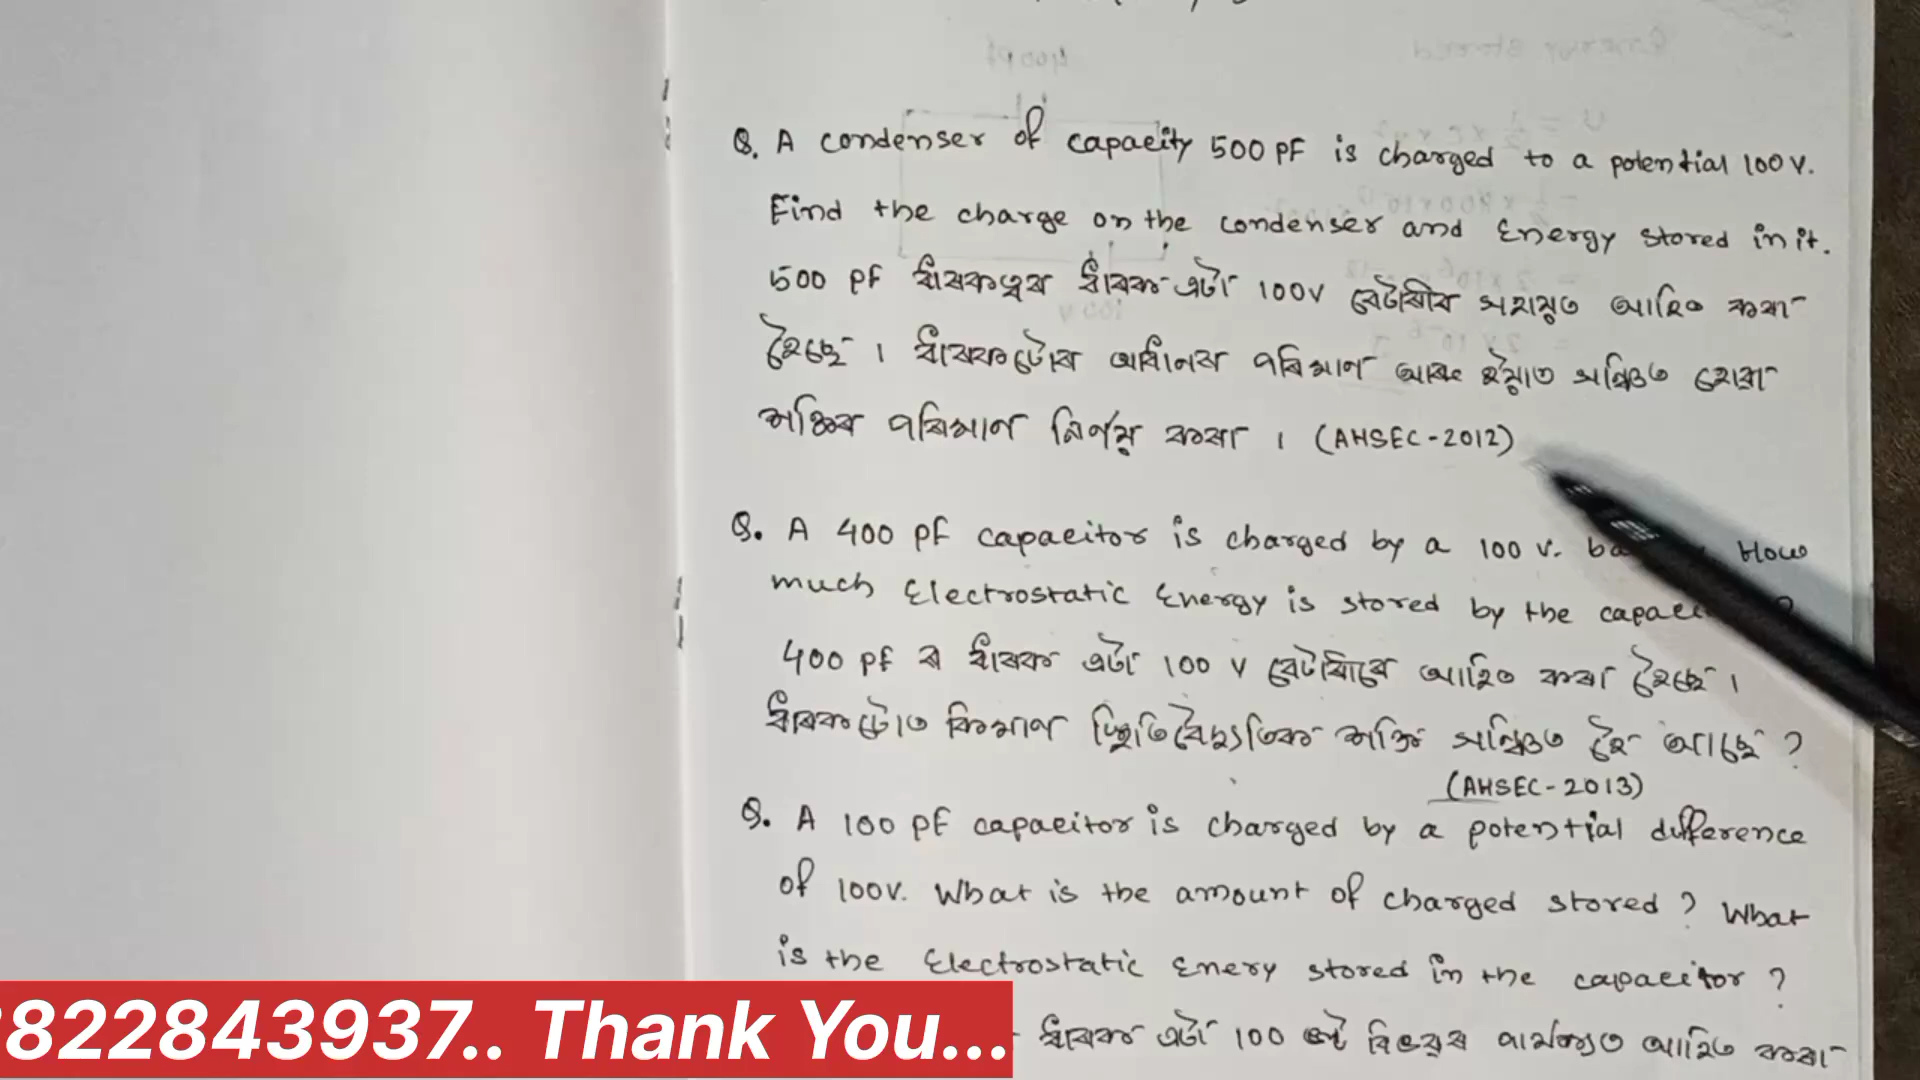 Q. A condenser of capacity 500 PF is charged to a potential 100 V.
Find the charge on the condenser and Energy stored in it.
500 PF ধাৰকত্বৰ ধাৰক এটা 100V বেটাৰীৰ সহায়ত আহিত কৰা
হৈছে । ধাৰকটোৰ আধানৰ পৰিমাণ আৰু ইয়াত সঞ্চিত হোৱা
শক্তিৰ পৰিমাণ নিৰ্ণয় কৰা । (AHSEC-2012)
Q. A 400 PF capacitor is charged by a 100 V. How
much Electrostatic Energy is stored by the ?
400 PF ৰ ধাৰক এটা 100 V বেটাৰিৰে আহিত কৰা হৈছে ।
ধাৰকটোত কিমান স্থিতিবৈদ্যুতিক শক্তি সঞ্চিত হৈ আছে ?
(AHSEC-2013)
Q. A 100 PF capacitor is charged by a potential difference
of 100V. What is the amount of charged stored ? What
is the Electrostatic Enery stored in the capacitor ?
ধাৰক এটা 100 বিভৱৰ পাৰ্থক্যত আহিত কৰা
822843937.. Thank You...